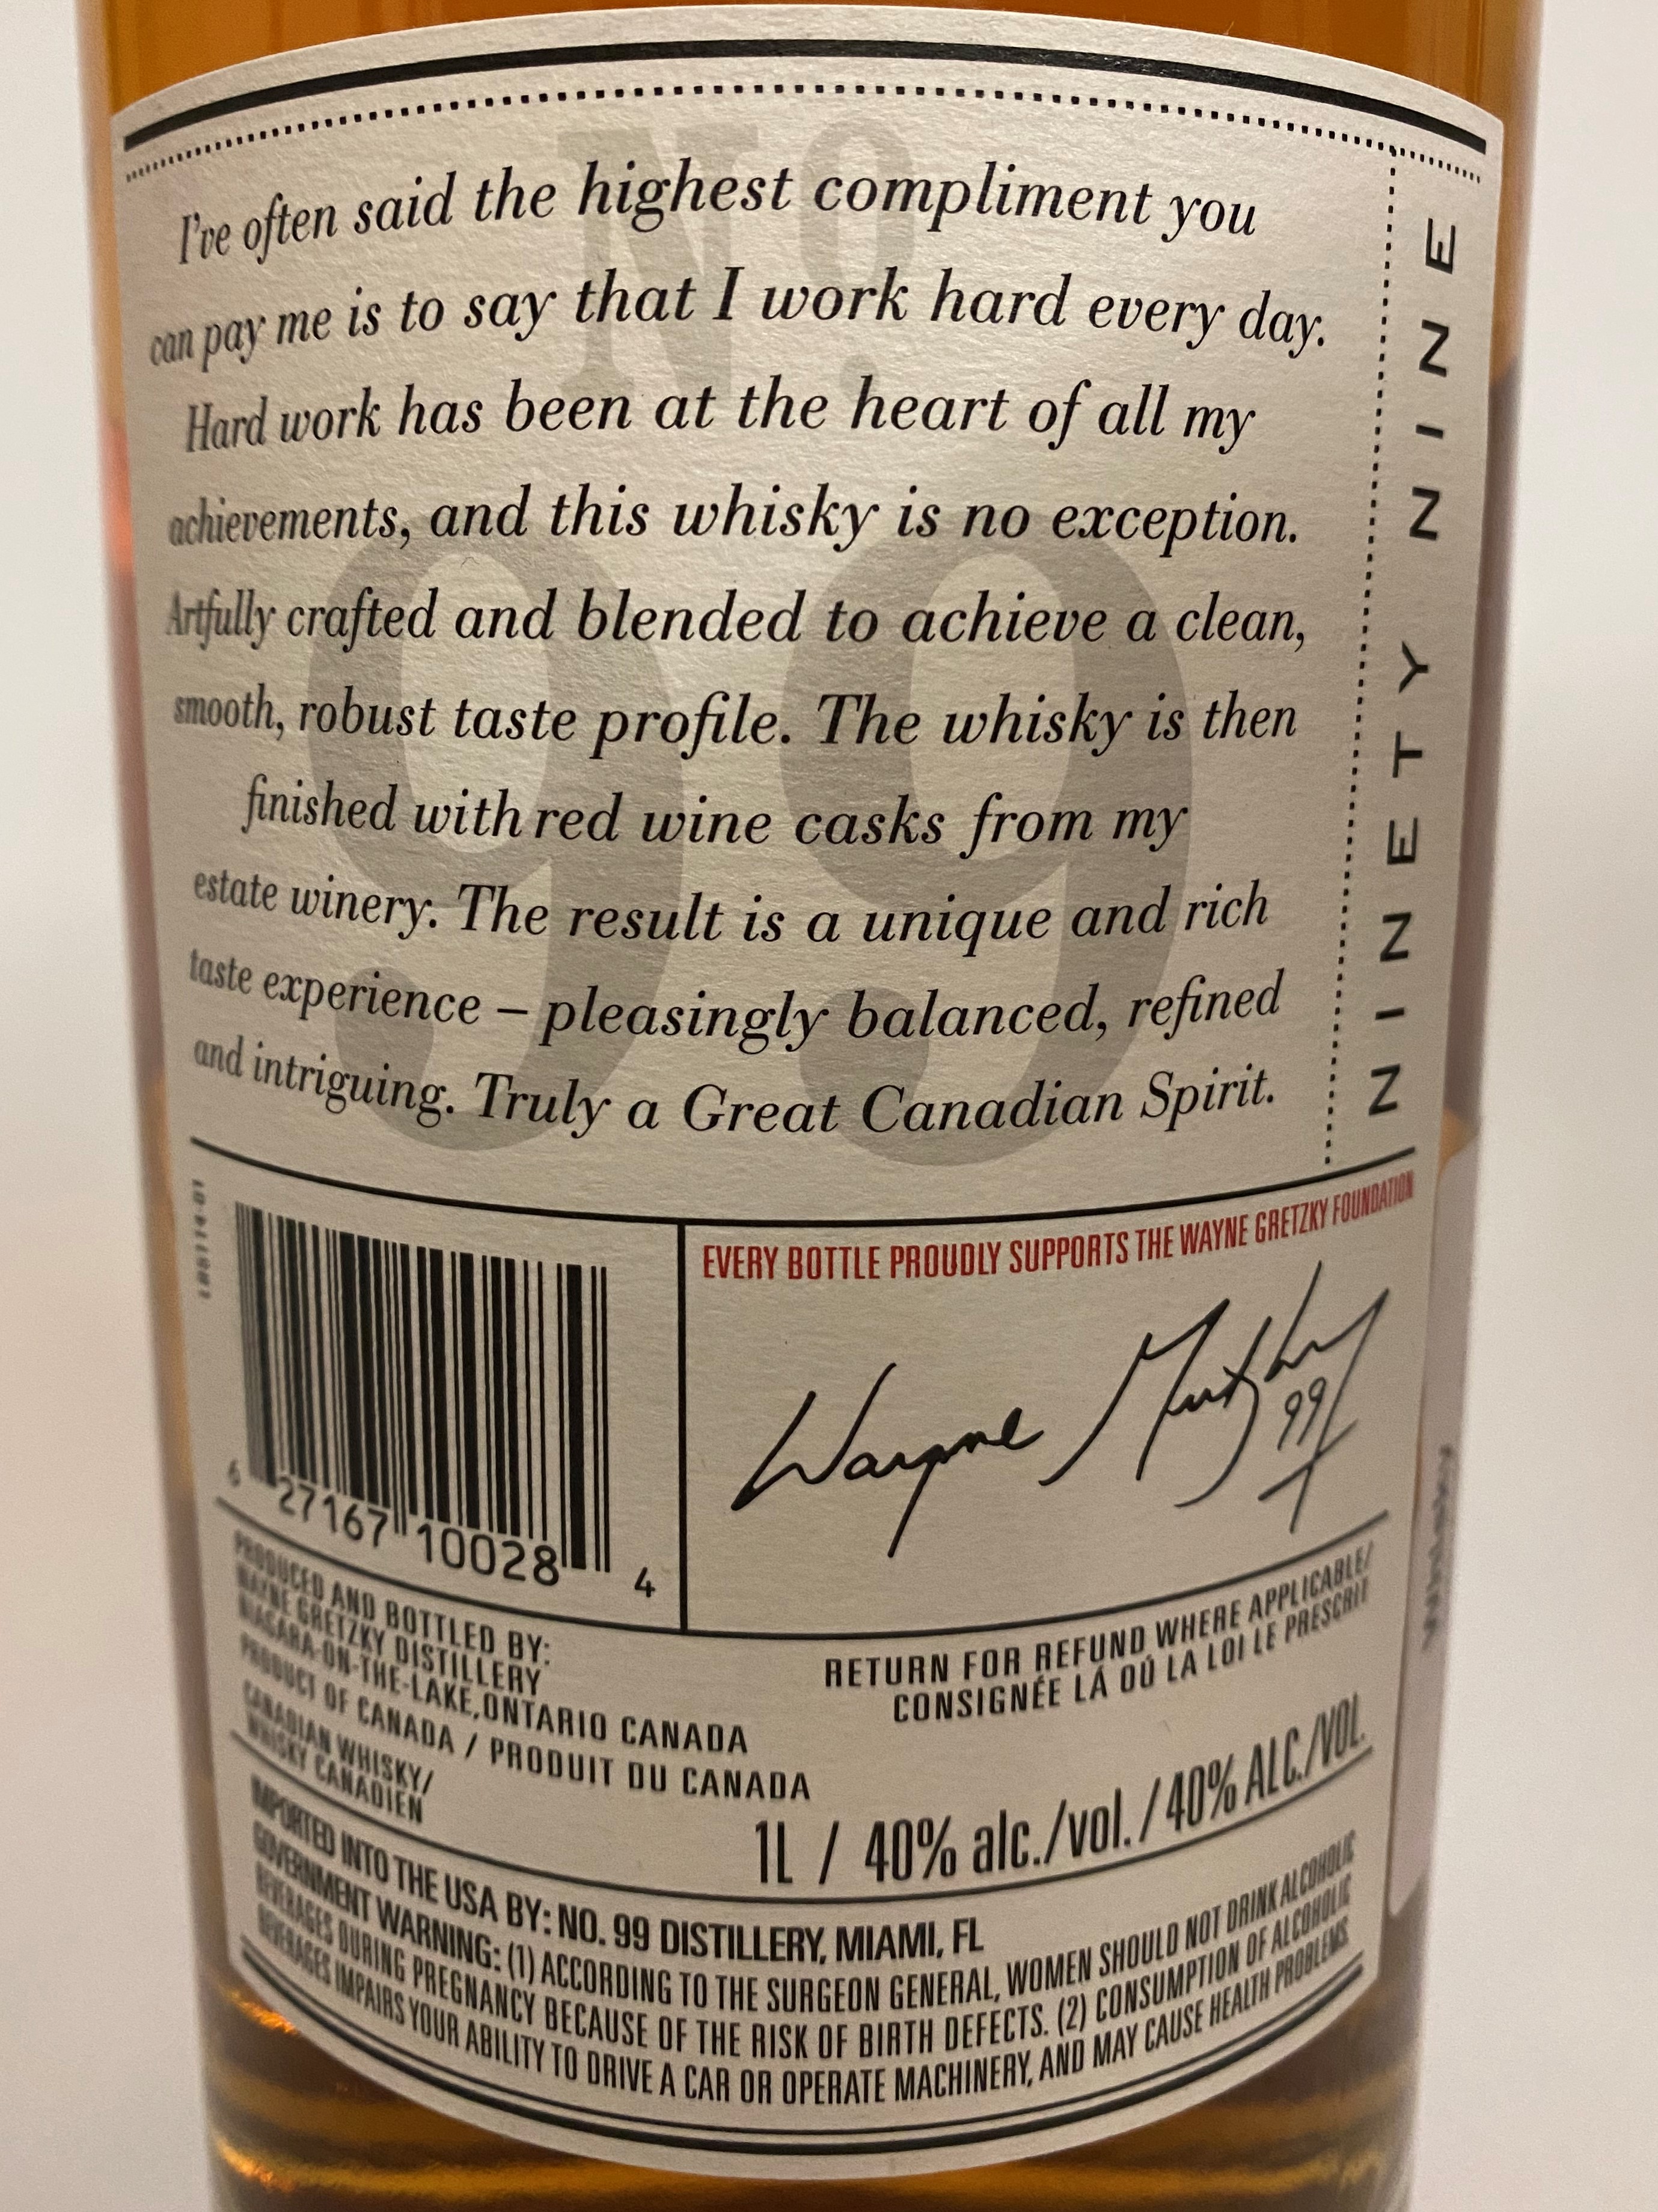 Nº
99
I've often said the highest compliment you
can pay me is to say that I work hard every day.
Hard work has been at the heart of all my
achievements, and this whisky is no exception.
Artfully crafted and blended to achieve a clean,
smooth, robust taste profile. The whisky is then
finished with red wine casks from my
estate winery. The result is a unique and rich
taste experience – pleasingly balanced, refined
and intriguing. Truly a Great Canadian Spirit.
NINETY NINE
6 27167 10028 4
EVERY BOTTLE PROUDLY SUPPORTS THE WAYNE GRETZKY FOUNDATION
Wayne Gretzky
99
PRODUCED AND BOTTLED BY:
WAYNE GRETZKY DISTILLERY
NIAGARA-ON-THE-LAKE,ONTARIO CANADA
PRODUCT OF CANADA / PRODUIT DU CANADA
CANADIAN WHISKY/
WHISKY CANADIEN
RETURN FOR REFUND WHERE APPLICABLE/
CONSIGNÉE LÁ OÚ LA LOI LE PRESCRIT
1L / 40% alc./vol. / 40% ALC./VOL.
IMPORTED INTO THE USA BY: NO. 99 DISTILLERY, MIAMI, FL
GOVERNMENT WARNING: (1) ACCORDING TO THE SURGEON GENERAL, WOMEN SHOULD NOT DRINK ALCOHOLIC
BEVERAGES DURING PREGNANCY BECAUSE OF THE RISK OF BIRTH DEFECTS. (2) CONSUMPTION OF ALCOHOLIC
BEVERAGES IMPAIRS YOUR ABILITY TO DRIVE A CAR OR OPERATE MACHINERY, AND MAY CAUSE HEALTH PROBLEMS